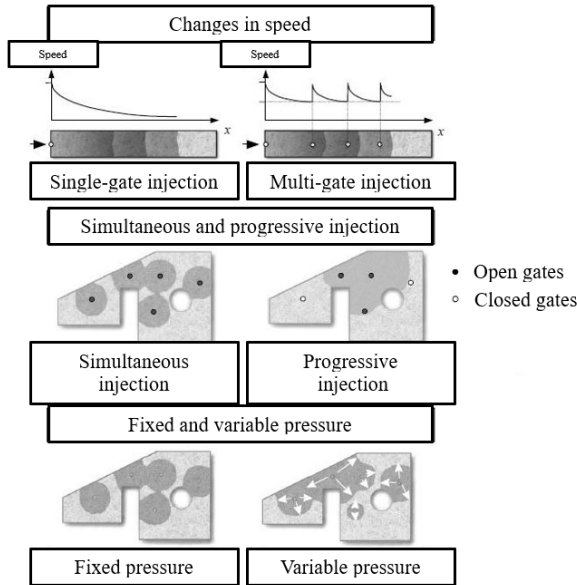 Changes in speed
Speed
Speed
x
x
Single-gate injection
Multi-gate injection
Simultaneous and progressive injection
Open gates
Closed gates
Simultaneous
injection
Progressive
injection
Fixed and variable pressure
Fixed pressure
Variable pressure